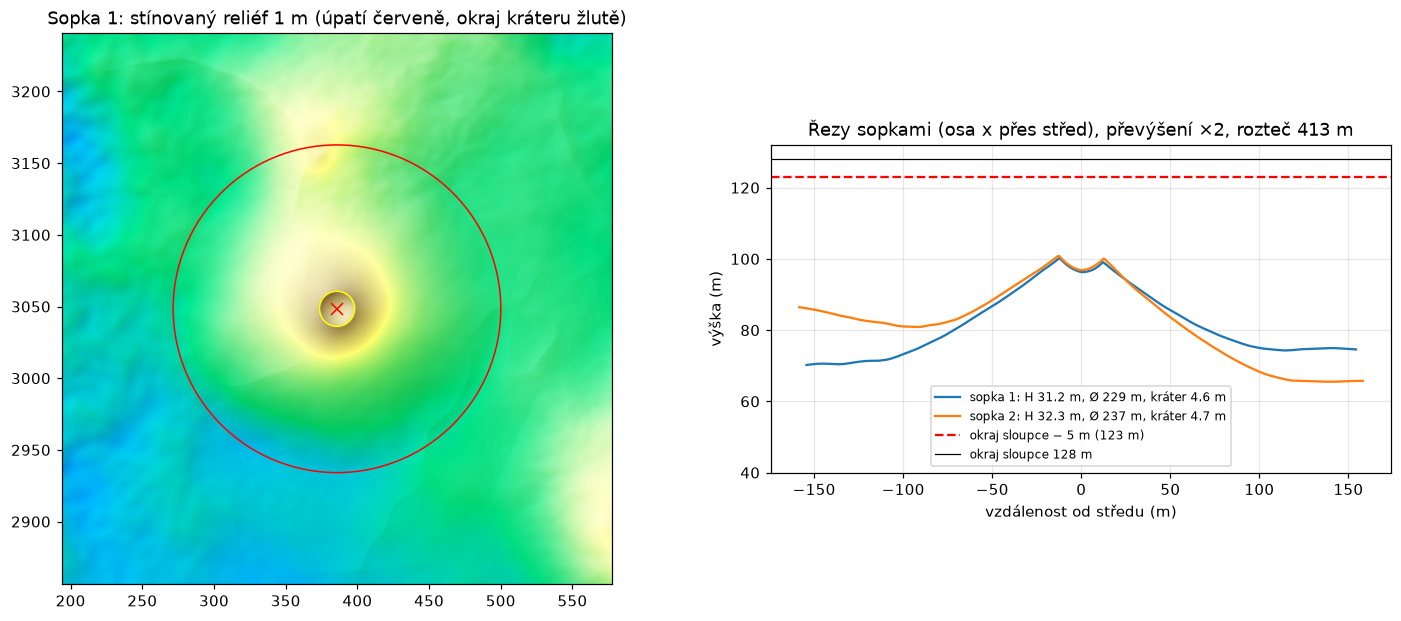 Sopka 1: stínovaný reliéf 1 m (úpatí červeně, okraj kráteru žlutě)
3200
3150
3100
3050
3000
2950
2900
200 250 300 350 400 450 500 550
Řezy sopkami (osa x přes střed), převýšení ×2, rozteč 413 m
výška (m)
120
100
80
60
40
sopka 1: H 31.2 m, Ø 229 m, kráter 4.6 m
sopka 2: H 32.3 m, Ø 237 m, kráter 4.7 m
okraj sloupce − 5 m (123 m)
okraj sloupce 128 m
−150 −100 −50 0 50 100 150
vzdálenost od středu (m)